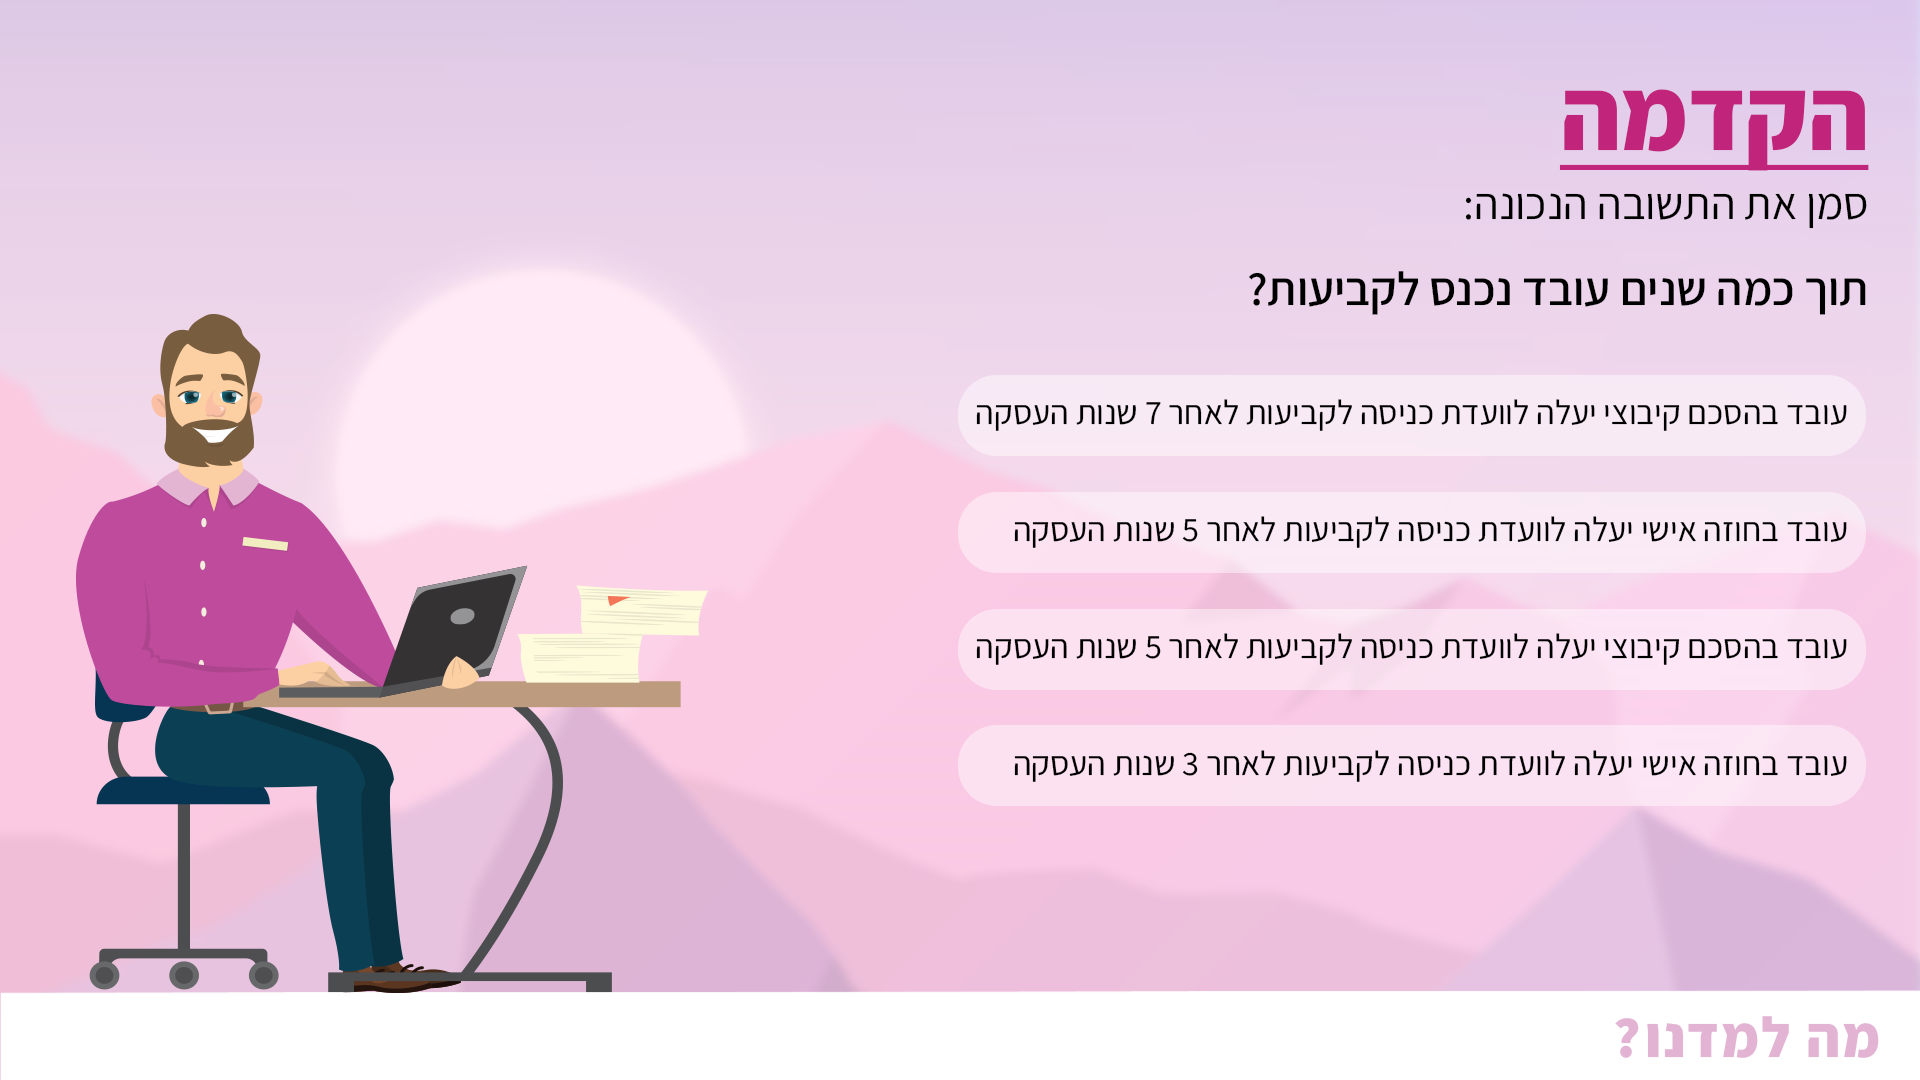 הקדמה
סמן את התשובה הנכונה:
תוך כמה שנים עובד נכנס לקביעות?
עובד בהסכם קיבוצי יעלה לוועדת כניסה לקביעות לאחר 7 שנות העסקה
עובד בחוזה אישי יעלה לוועדת כניסה לקביעות לאחר 5 שנות העסקה
עובד בהסכם קיבוצי יעלה לוועדת כניסה לקביעות לאחר 5 שנות העסקה
עובד בחוזה אישי יעלה לוועדת כניסה לקביעות לאחר 3 שנות העסקה
מה למדנו?